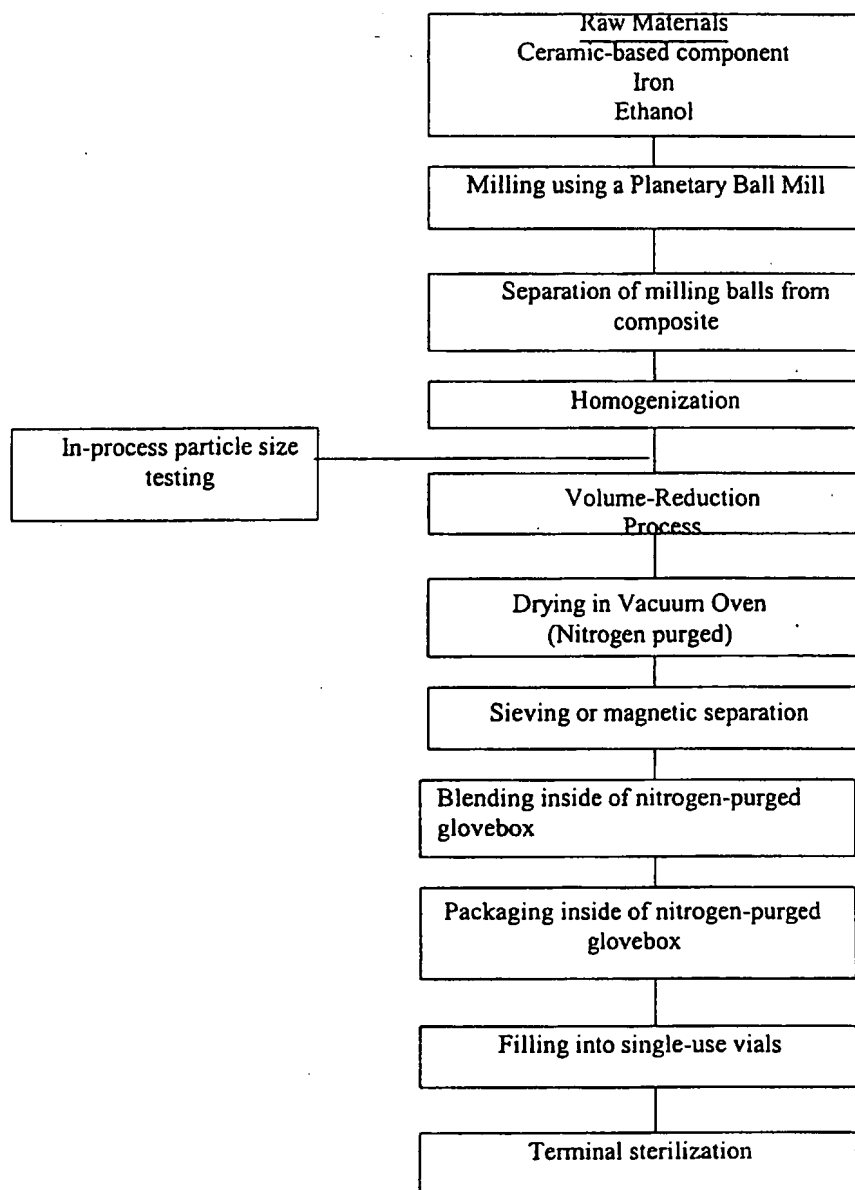 Raw Materials
Ceramic-based component
Iron
Ethanol
Milling using a Planetary Ball Mill
Separation of milling balls from
composite
Homogenization
In-process particle size
testing
Volume-Reduction
Process
Drying in Vacuum Oven
(Nitrogen purged)
Sieving or magnetic separation
Blending inside of nitrogen-purged
glovebox
Packaging inside of nitrogen-purged
glovebox
Filling into single-use vials
Terminal sterilization